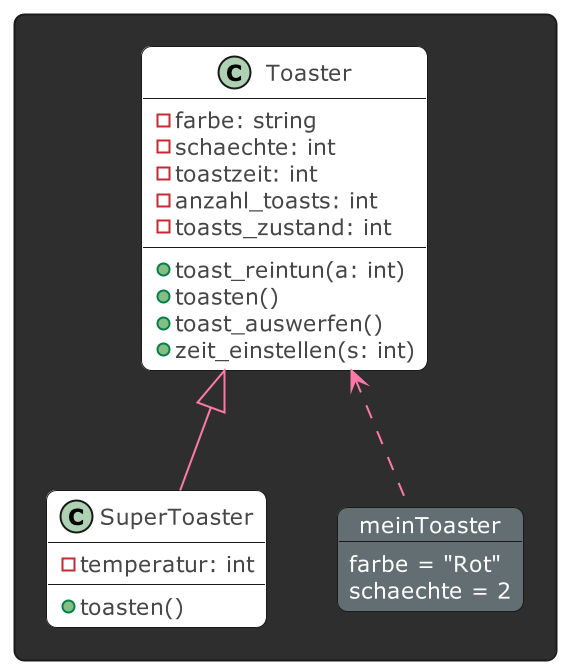 C Toaster
farbe: string
schaechte: int
toastzeit: int
anzahl_toasts: int
toasts_zustand: int
toast_reintun(a: int)
toasten()
toast_auswerfen()
zeit_einstellen(s: int)
C SuperToaster
temperatur: int
toasten()
meinToaster
farbe = "Rot"
schaechte = 2